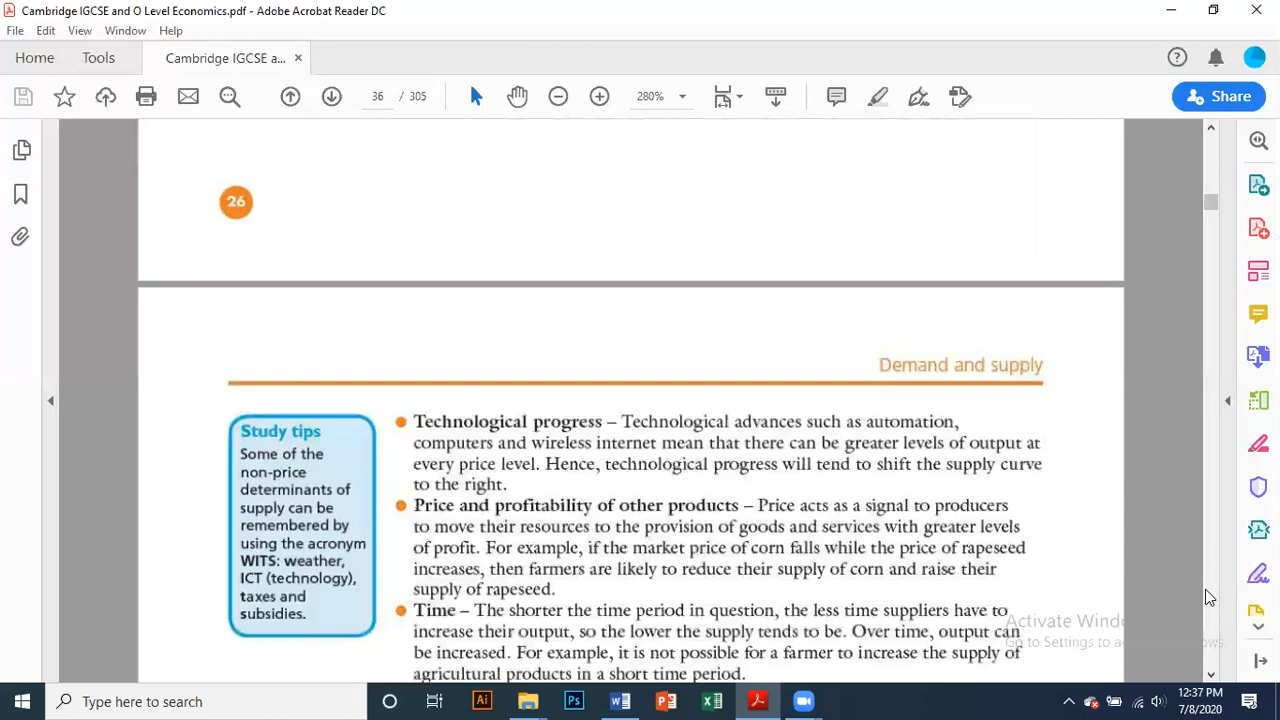 Cambridge IGCSE and O Level Economics.pdf - Adobe Acrobat Reader DC
File Edit View Window Help
Home Tools Cambridge IGCSE a... ×
36 / 305 280% Share
26
Demand and supply
Study tips
Some of the
non-price
determinants of
supply can be
remembered by
using the acronym
WITS: weather,
ICT (technology),
taxes and
subsidies.
Technological progress – Technological advances such as automation,
computers and wireless internet mean that there can be greater levels of output at
every price level. Hence, technological progress will tend to shift the supply curve
to the right.
Price and profitability of other products – Price acts as a signal to producers
to move their resources to the provision of goods and services with greater levels
of profit. For example, if the market price of corn falls while the price of rapeseed
increases, then farmers are likely to reduce their supply of corn and raise their
supply of rapeseed.
Time – The shorter the time period in question, the less time suppliers have to
increase their output, so the lower the supply tends to be. Over time, output can
be increased. For example, it is not possible for a farmer to increase the supply of
agricultural products in a short time period.
Activate Windows
Go to Settings to activate Windows.
Type here to search
12:37 PM
7/8/2020